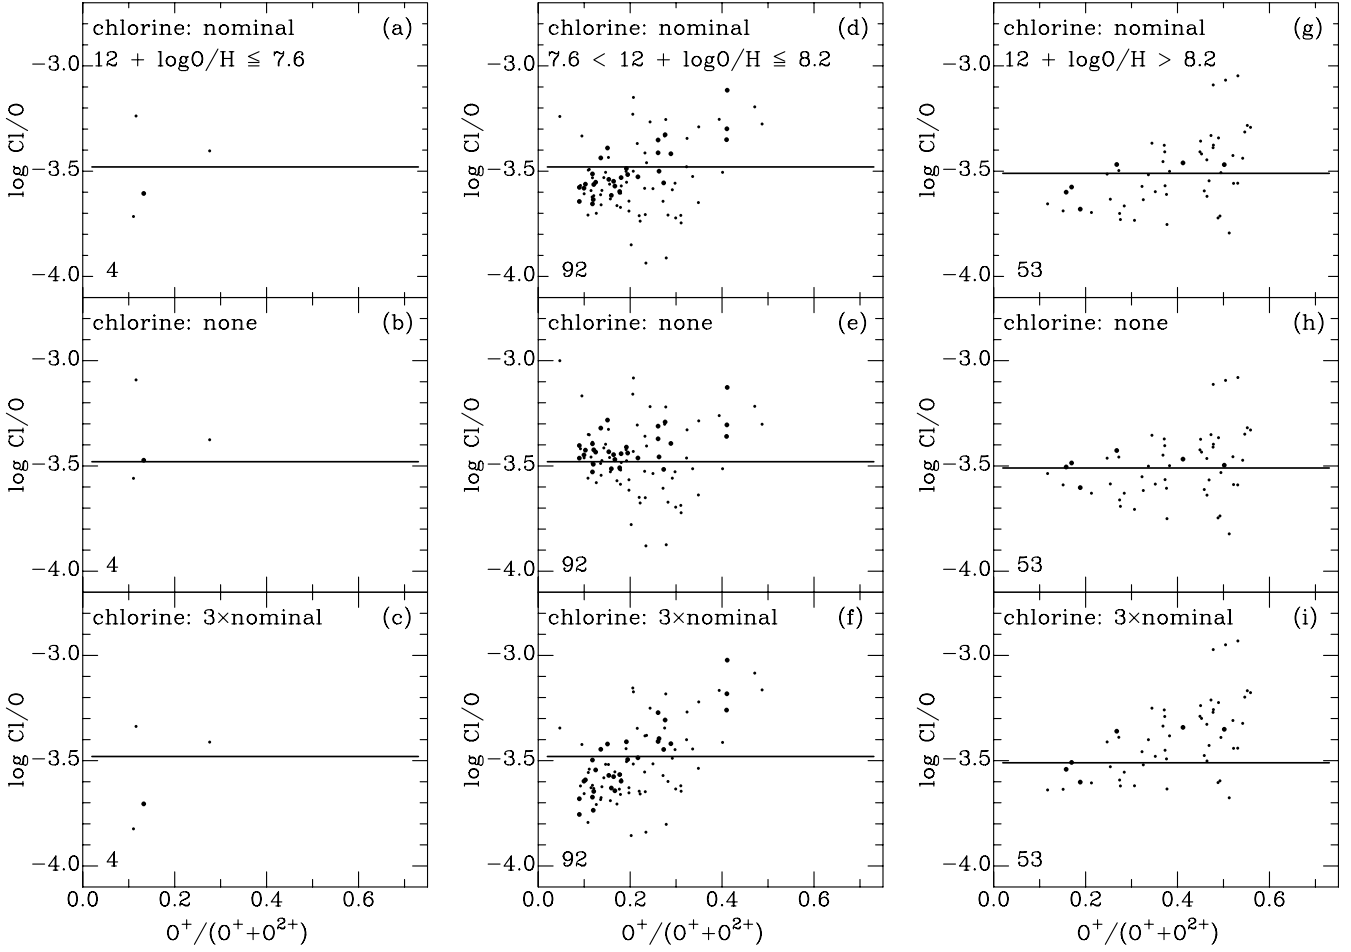 chlorine: nominal (a)
12 + logO/H ≦ 7.6
−3.0
−3.5
−4.0
log Cl/O
4
chlorine: nominal (d)
7.6 < 12 + logO/H ≦ 8.2
−3.0
−3.5
−4.0
log Cl/O
92
chlorine: nominal (g)
12 + logO/H > 8.2
−3.0
−3.5
−4.0
log Cl/O
53
chlorine: none (b)
−3.0
−3.5
−4.0
log Cl/O
4
chlorine: none (e)
−3.0
−3.5
−4.0
log Cl/O
92
chlorine: none (h)
−3.0
−3.5
−4.0
log Cl/O
53
chlorine: 3×nominal (c)
−3.0
−3.5
−4.0
log Cl/O
4
0.0 0.2 0.4 0.6
O⁺/(O⁺+O²⁺)
chlorine: 3×nominal (f)
−3.0
−3.5
−4.0
log Cl/O
92
0.0 0.2 0.4 0.6
O⁺/(O⁺+O²⁺)
chlorine: 3×nominal (i)
−3.0
−3.5
−4.0
log Cl/O
53
0.0 0.2 0.4 0.6
O⁺/(O⁺+O²⁺)